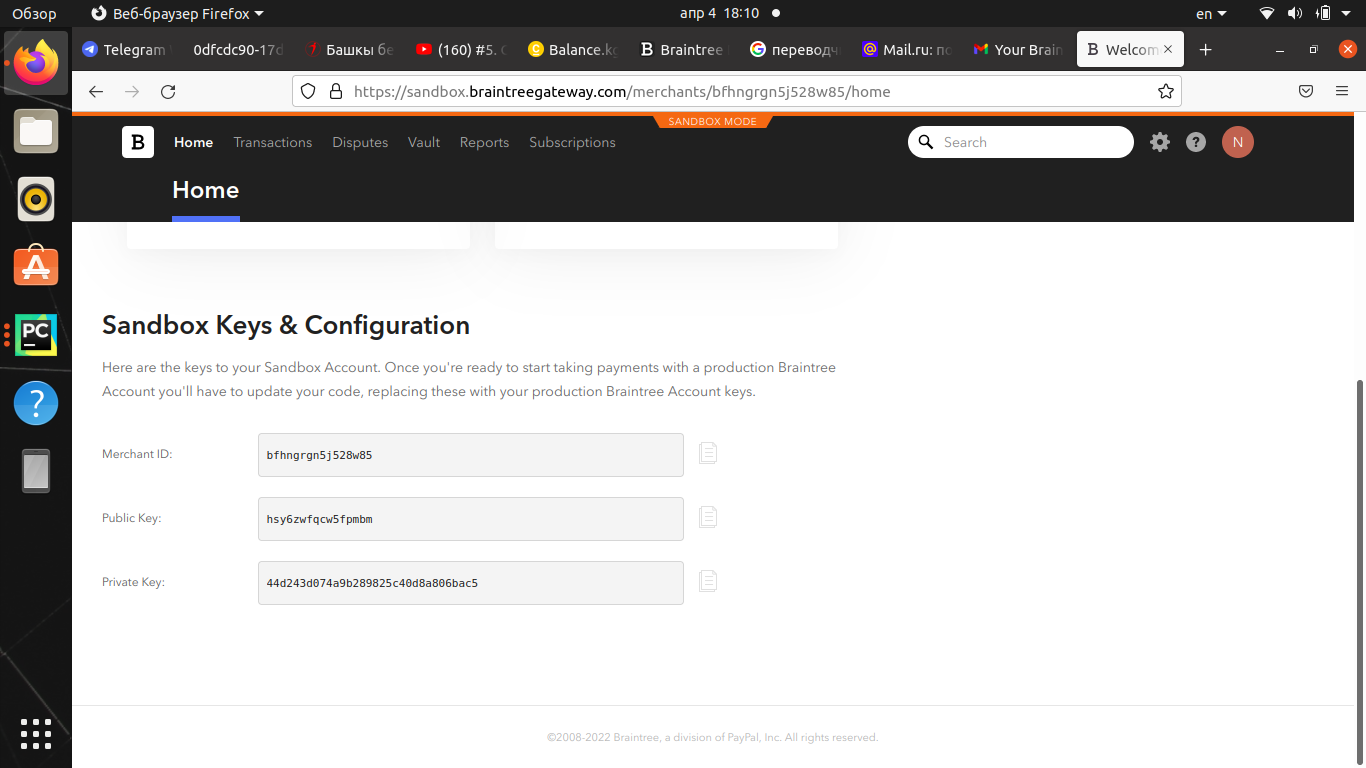 Обзор
Веб-браузер Firefox
апр 4 18:10
en
Telegram
0dfcdc90-17d
Башкы бе
(160) #5.
Balance.kg
Braintree
переводч
Mail.ru: по
Your Brain
Welcom
https://sandbox.braintreegateway.com/merchants/bfhngrgn5j528w85/home
SANDBOX MODE
B
Home
Transactions
Disputes
Vault
Reports
Subscriptions
Search
?
N
Home
PC
?
Sandbox Keys & Configuration
Here are the keys to your Sandbox Account. Once you're ready to start taking payments with a production Braintree
Account you'll have to update your code, replacing these with your production Braintree Account keys.
Merchant ID:
bfhngrgn5j528w85
Public Key:
hsy6zwfqcw5fpmbm
Private Key:
44d243d074a9b289825c40d8a806bac5
©2008-2022 Braintree, a division of PayPal, Inc. All rights reserved.